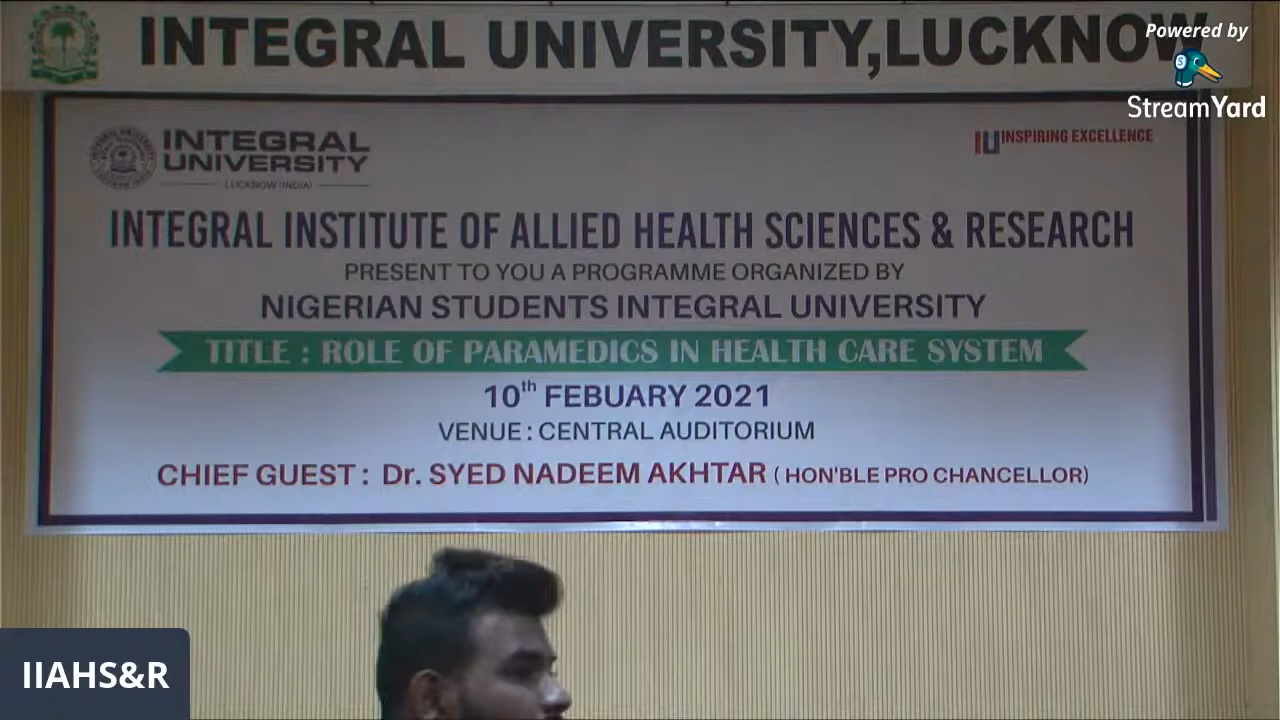 INTEGRAL UNIVERSITY,LUCKNOW
Powered by
StreamYard
INTEGRAL
UNIVERSITY
LUCKNOW (INDIA)
IU INSPIRING EXCELLENCE
INTEGRAL INSTITUTE OF ALLIED HEALTH SCIENCES & RESEARCH
PRESENT TO YOU A PROGRAMME ORGANIZED BY
NIGERIAN STUDENTS INTEGRAL UNIVERSITY
TITLE : ROLE OF PARAMEDICS IN HEALTH CARE SYSTEM
10th FEBUARY 2021
VENUE : CENTRAL AUDITORIUM
CHIEF GUEST : Dr. SYED NADEEM AKHTAR ( HON'BLE PRO CHANCELLOR)
IIAHS&R